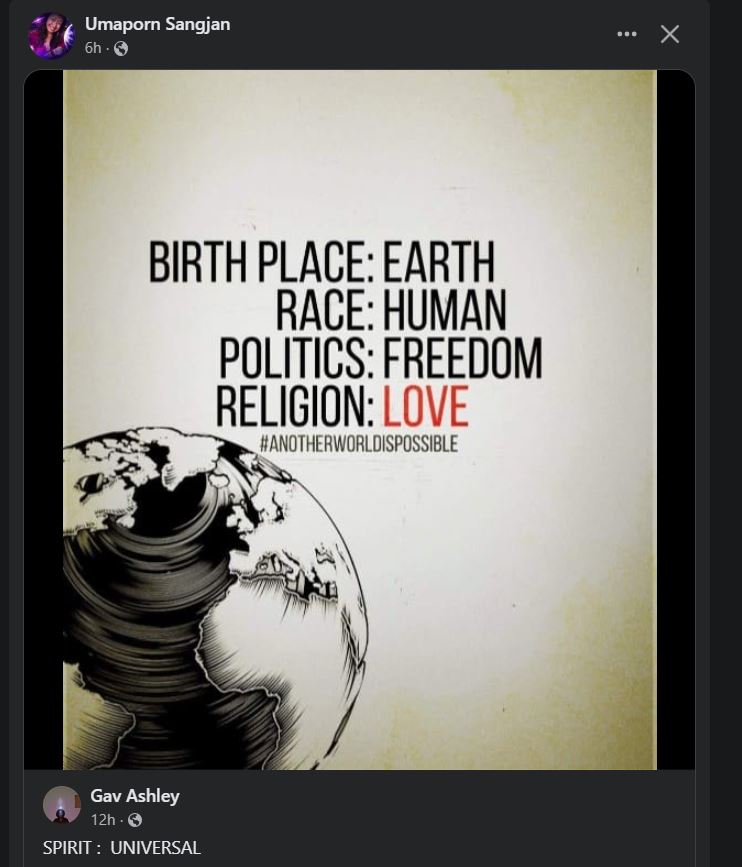 Umaporn Sangjan
6h ·
BIRTH PLACE: EARTH
RACE: HUMAN
POLITICS: FREEDOM
RELIGION: LOVE
#ANOTHERWORLDISPOSSIBLE
Gav Ashley
12h ·
SPIRIT : UNIVERSAL